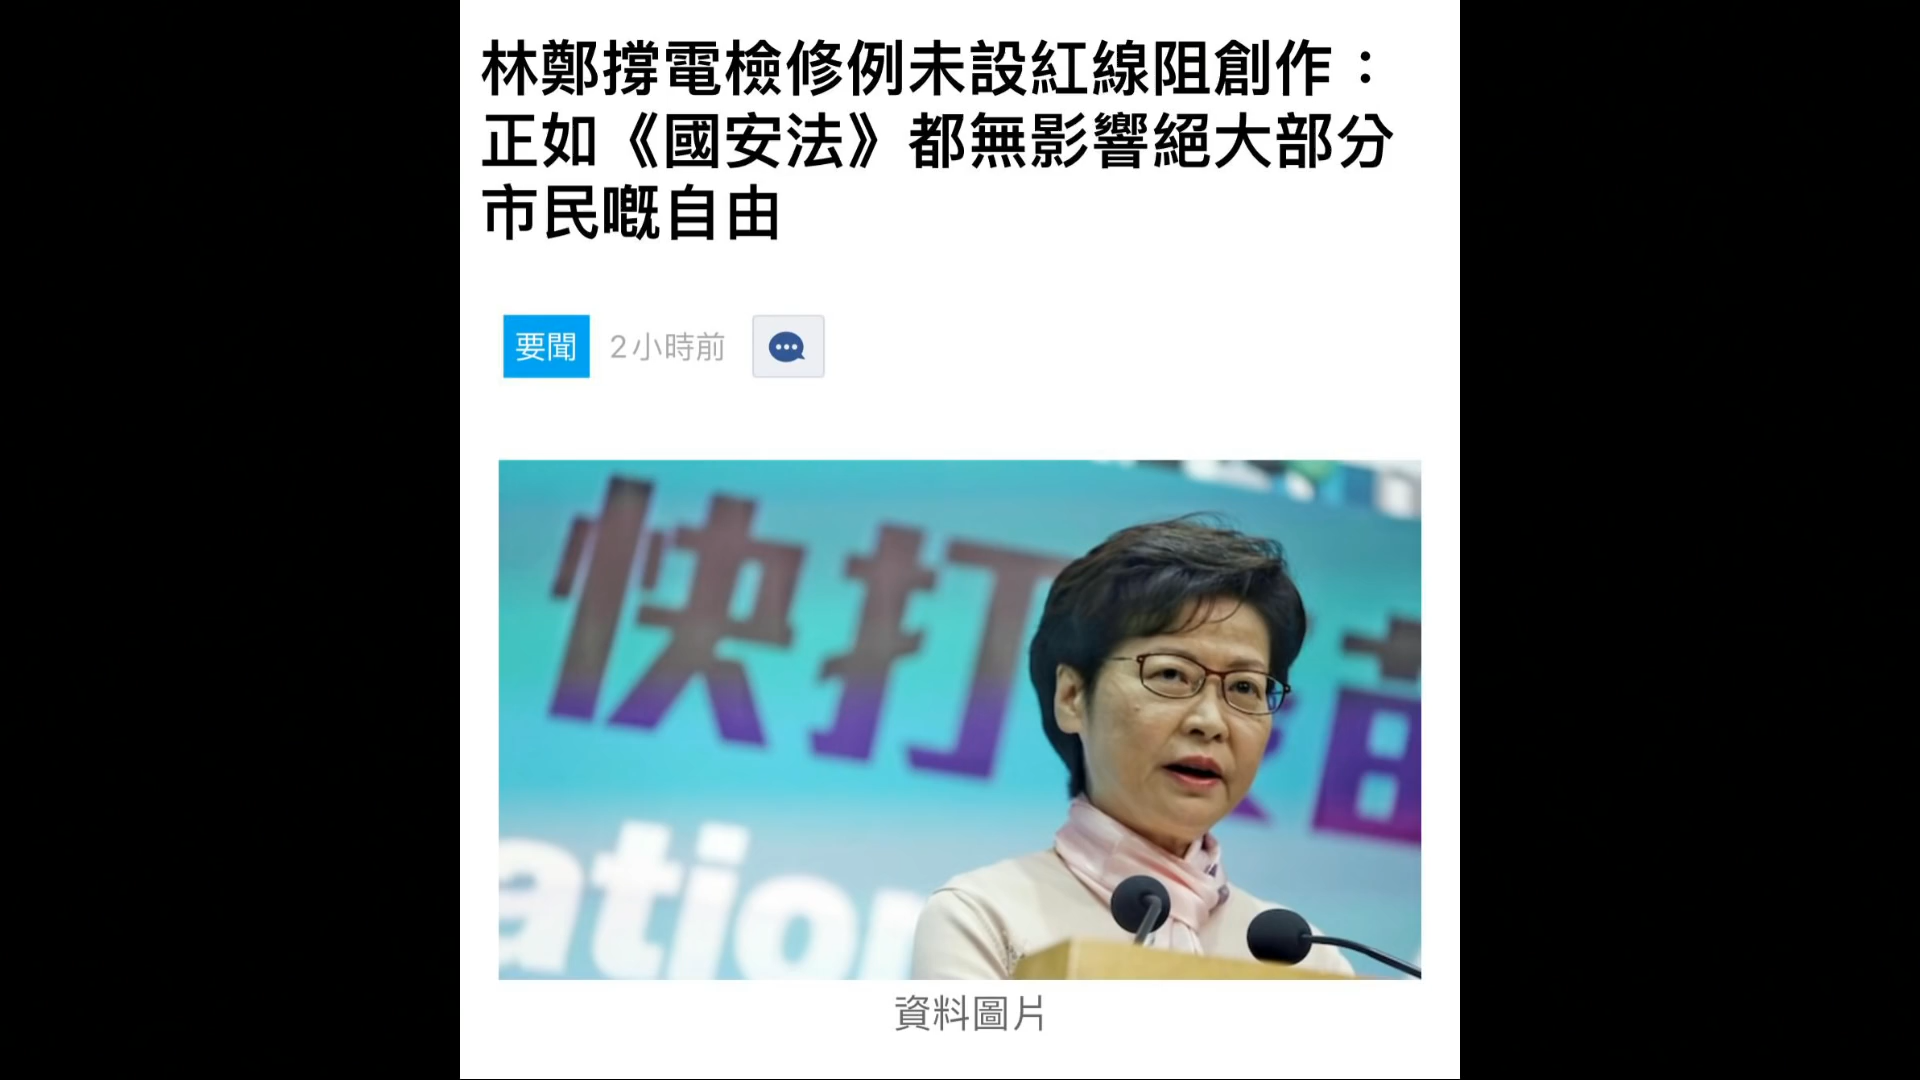 林鄭撐電檢修例未設紅線阻創作：
正如《國安法》都無影響絕大部分
市民嘅自由
要聞 2小時前
快打
苗
ation
資料圖片